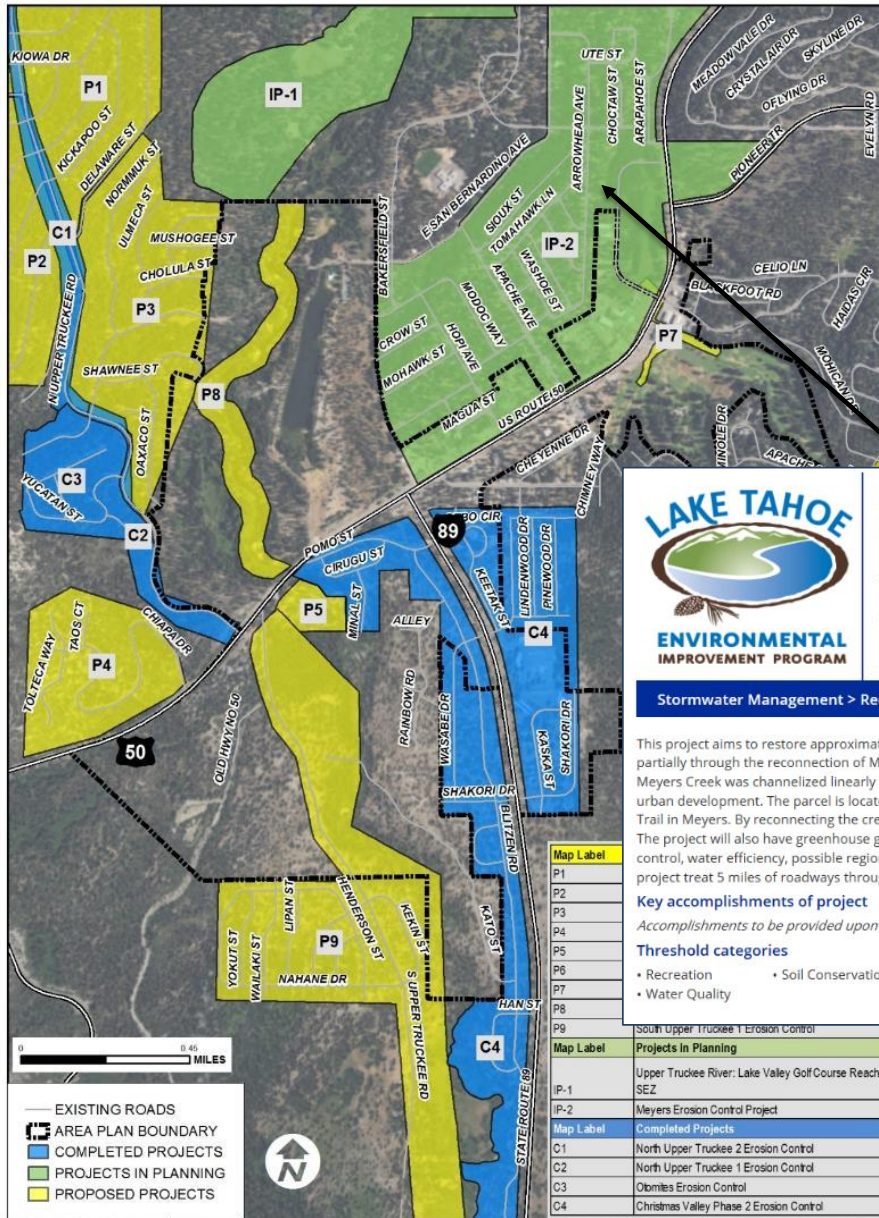 KIOWA DR
P1
KICKAPOO ST
DELAWARE ST
NORMMUK ST
ULMECA ST
C1
MUSHOGEE ST
P2
CHOLULA ST
P3
N UPPER TRUCKEE RD
SHAWNEE ST
OAXACO ST
P8
C3
YUCATAN ST
C2
CHIAPA DR
P4
TAOS CT
TOLTECA WAY
50
OLD HWY NO 50
IP-1
BAKERSFIELD ST
E SAN BERNARDINO AVE
UTE ST
ARROWHEAD AVE
CHOCTAW ST
ARAPAHOE ST
SIOUX ST
TOMAHAWK LN
IP-2
WASHOE ST
APACHE AVE
MODOC WAY
HOPI AVE
CROW ST
MOHAWK ST
MAGUA ST
US ROUTE 50
MEADOW VALE DR
CRYSTAL AIR DR
SKYLINE DR
OFLYING DR
EVELYN RD
PIONEER TR
CELIO LN
BLACKFOOT RD
HAIDAS CIR
P7
MOHICAN DR
CHEYENNE DR
CHIMNEY WAY
MINOLE DR
APACHE
POMO ST
89
CIRUGU ST
KEETAK ST
LINDENWOOD DR
PINEWOOD DR
P5
MINAL ST
ALLEY
C4
RAINBOW RD
WASABE DR
KASKA ST
SHAKORI DR
SHAKORI DR
BLITZEN RD
YOKUT ST
WAILAKI ST
LIPAN ST
P9
NAHANE DR
HENDERSON ST
KEKIN ST
S UPPER TRUCKEE RD
KATO ST
HAN ST
C4
STATE ROUTE 89
LAKE TAHOE
ENVIRONMENTAL
IMPROVEMENT PROGRAM
Stormwater Management > Re
This project aims to restore approximat
partially through the reconnection of M
Meyers Creek was channelized linearly
urban development. The parcel is locat
Trail in Meyers. By reconnecting the cre
The project will also have greenhouse g
control, water efficiency, possible region
project treat 5 miles of roadways throug
Key accomplishments of project
Accomplishments to be provided upon
Threshold categories
• Recreation • Soil Conservatio
• Water Quality
Map Label
P1
P2
P3
P4
P5
P6
P7
P8
P9 South Upper Truckee 1 Erosion Control
Map Label Projects in Planning
IP-1 Upper Truckee River: Lake Valley Golf Course Reach
SEZ
IP-2 Meyers Erosion Control Project
Map Label Completed Projects
C1 North Upper Truckee 2 Erosion Control
C2 North Upper Truckee 1 Erosion Control
C3 Otomites Erosion Control
C4 Christmas Valley Phase 2 Erosion Control
0 0.45
MILES
EXISTING ROADS
AREA PLAN BOUNDARY
COMPLETED PROJECTS
PROJECTS IN PLANNING
PROPOSED PROJECTS
N